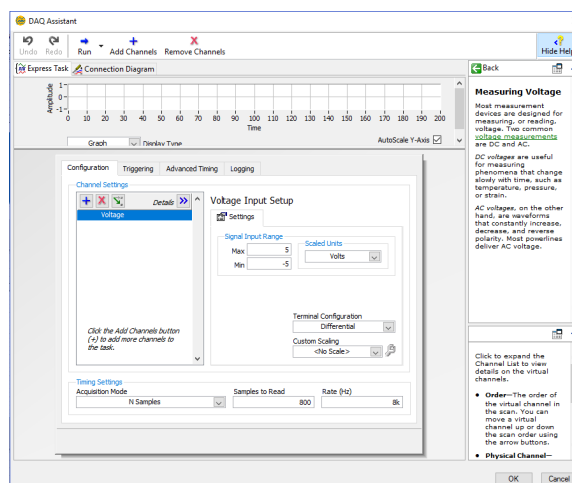 DAQ Assistant
Undo Redo Run Add Channels Remove Channels
Hide Help
Express Task Connection Diagram
Amplitude
1-
0-
-1-
0 10 20 30 40 50 60 70 80 90 100 110 120 130 140 150 160 170 180 190 200
Time
Graph Display Type AutoScale Y-Axis
Configuration Triggering Advanced Timing Logging
Channel Settings
Details
Voltage
Click the Add Channels button
(+) to add more channels to
the task.
Voltage Input Setup
Settings
Signal Input Range
Max 5
Min -5
Scaled Units
Volts
Terminal Configuration
Differential
Custom Scaling
<No Scale>
Timing Settings
Acquisition Mode Samples to Read Rate (Hz)
N Samples 800 8k
Back
Measuring Voltage
Most measurement
devices are designed for
measuring, or reading,
voltage. Two common
voltage measurements
are DC and AC.
DC voltages are useful
for measuring
phenomena that change
slowly with time, such as
temperature, pressure,
or strain.
AC voltages, on the other
hand, are waveforms
that constantly increase,
decrease, and reverse
polarity. Most powerlines
deliver AC voltage.
Click to expand the
Channel List to view
details on the virtual
channels.
• Order—The order of
the virtual channel in
the scan. You can
move a virtual
channel up or down
the scan order using
the arrow buttons.
• Physical Channel—
OK Cancel